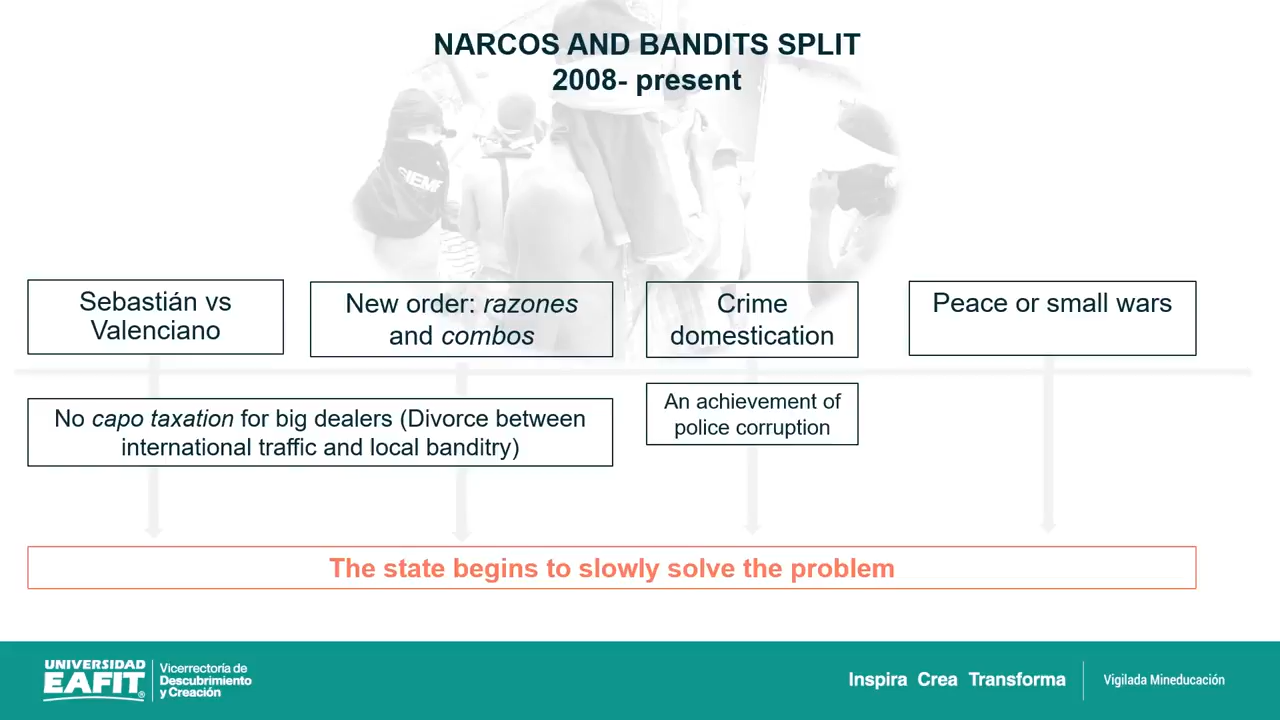 NARCOS AND BANDITS SPLIT
2008- present
Sebastián vs
Valenciano
New order: razones
and combos
Crime
domestication
Peace or small wars
No capo taxation for big dealers (Divorce between
international traffic and local banditry)
An achievement of
police corruption
The state begins to slowly solve the problem
UNIVERSIDAD
EAFIT®
Vicerrectoría de
Descubrimiento
y Creación
Inspira Crea Transforma
Vigilada Mineducación